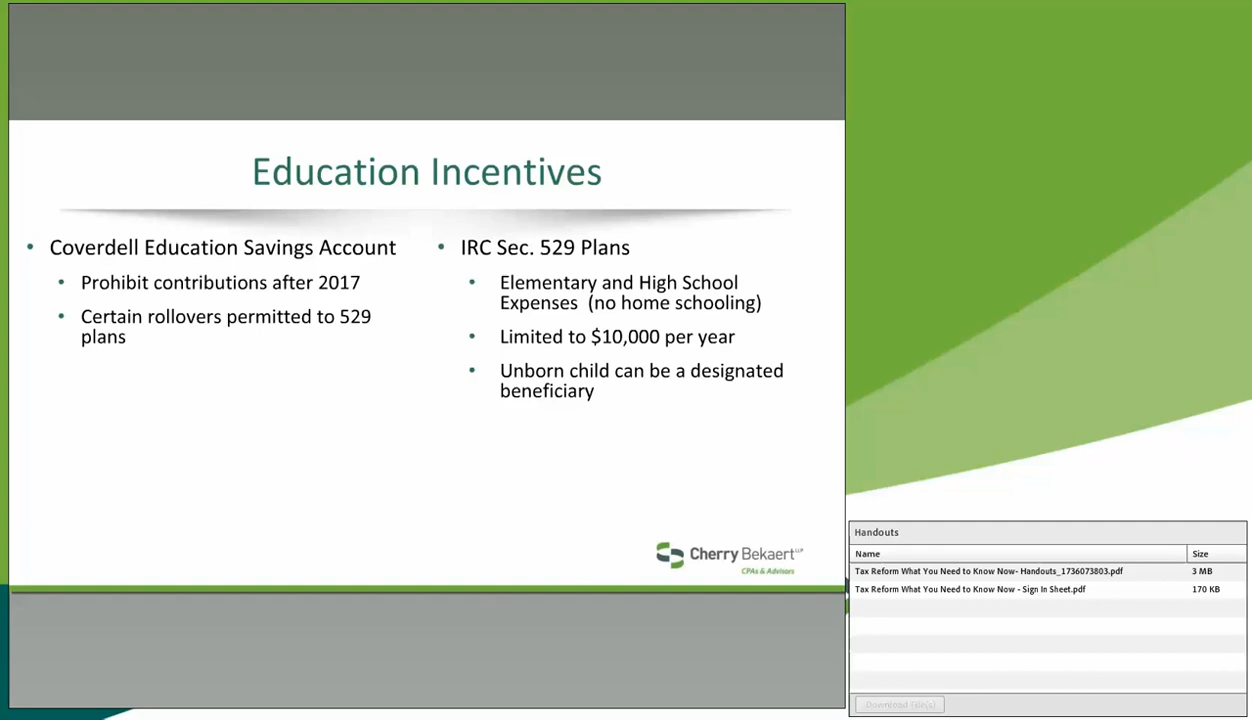 Education Incentives
• Coverdell Education Savings Account
• Prohibit contributions after 2017
• Certain rollovers permitted to 529
plans
• IRC Sec. 529 Plans
• Elementary and High School
Expenses (no home schooling)
• Limited to $10,000 per year
• Unborn child can be a designated
beneficiary
Cherry Bekaert LLP
CPAs & Advisors
Handouts
Name Size
Tax Reform What You Need to Know Now- Handouts_1736073803.pdf 3 MB
Tax Reform What You Need to Know Now - Sign In Sheet.pdf 170 KB
Download File(s)